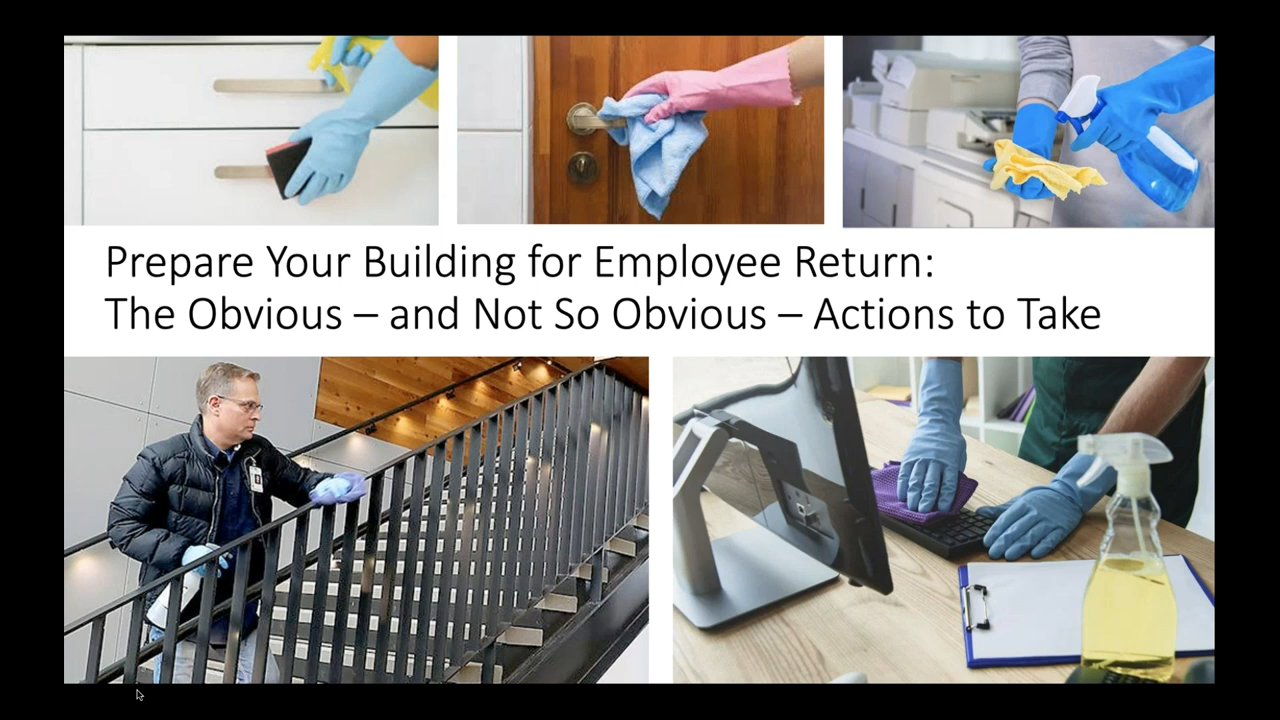 Prepare Your Building for Employee Return:
The Obvious – and Not So Obvious – Actions to Take